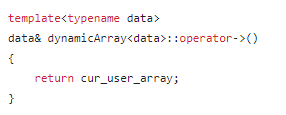 template<typename data>
data& dynamicArray<data>::operator->()
{
    return cur_user_array;
}